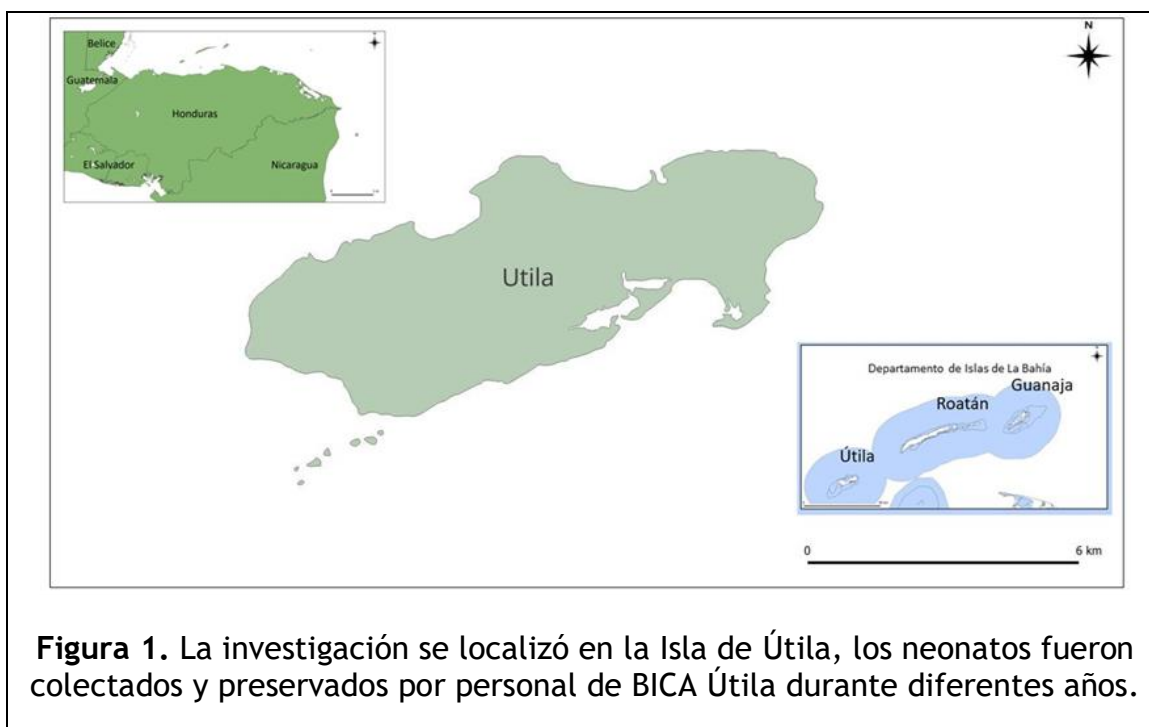 N
Belice
Guatemala
Honduras
El Salvador
Nicaragua
Utila
Departamento de Islas de La Bahía
Guanaja
Roatán
Útila
0
6 km
Figura 1. La investigación se localizó en la Isla de Útila, los neonatos fueron
colectados y preservados por personal de BICA Útila durante diferentes años.